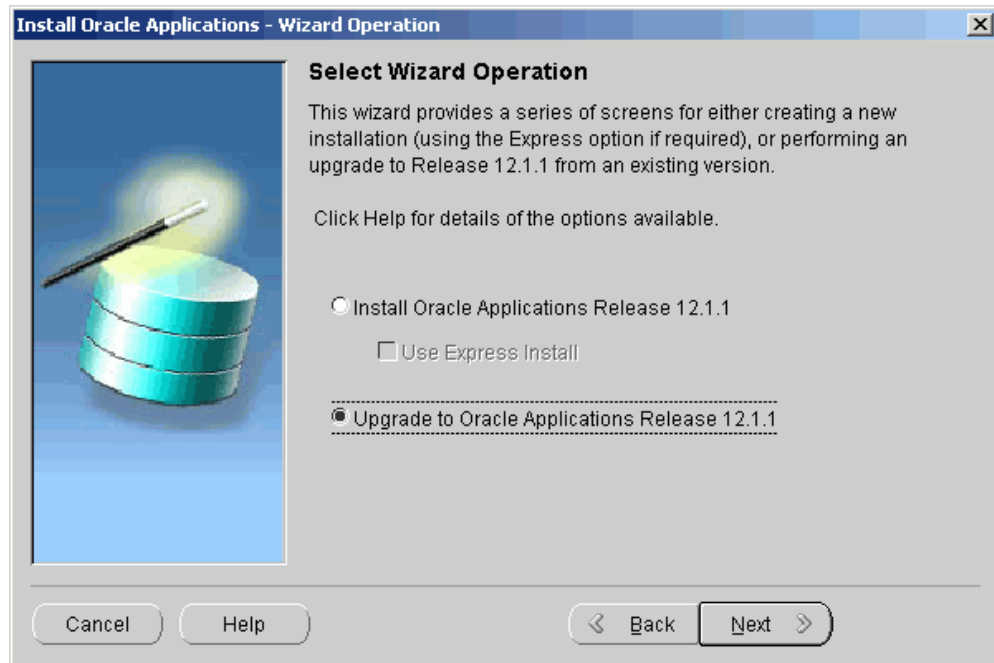 Install Oracle Applications - Wizard Operation
Select Wizard Operation
This wizard provides a series of screens for either creating a new
installation (using the Express option if required), or performing an
upgrade to Release 12.1.1 from an existing version.
Click Help for details of the options available.
Install Oracle Applications Release 12.1.1
Use Express Install
Upgrade to Oracle Applications Release 12.1.1
Cancel Help Back Next